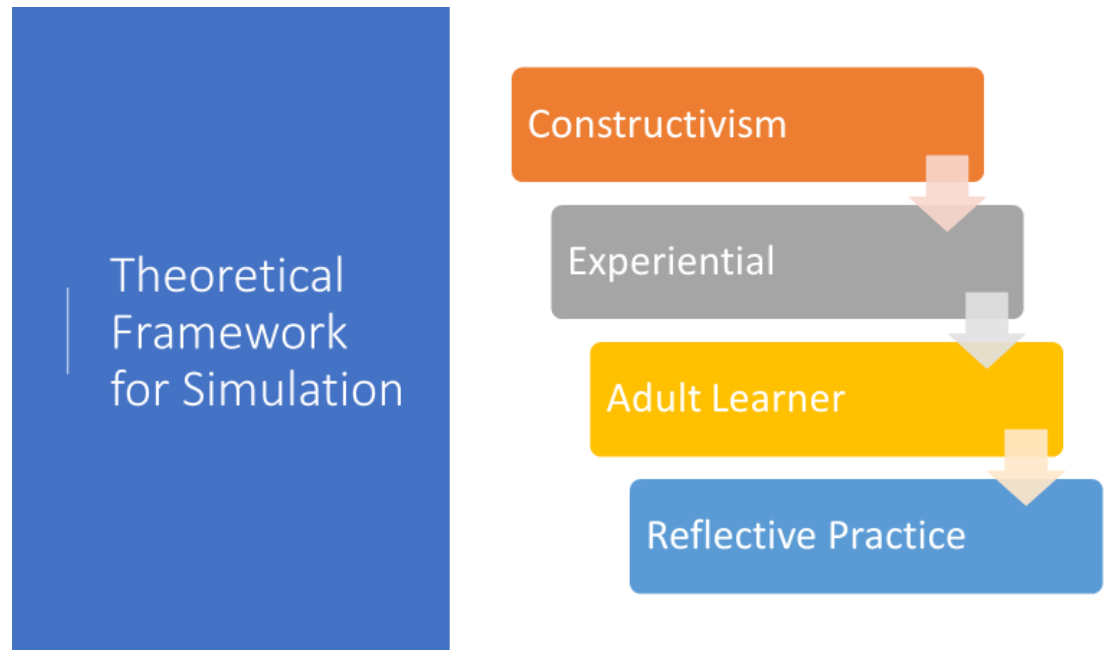 Theoretical
Framework
for Simulation
Constructivism
Experiential
Adult Learner
Reflective Practice